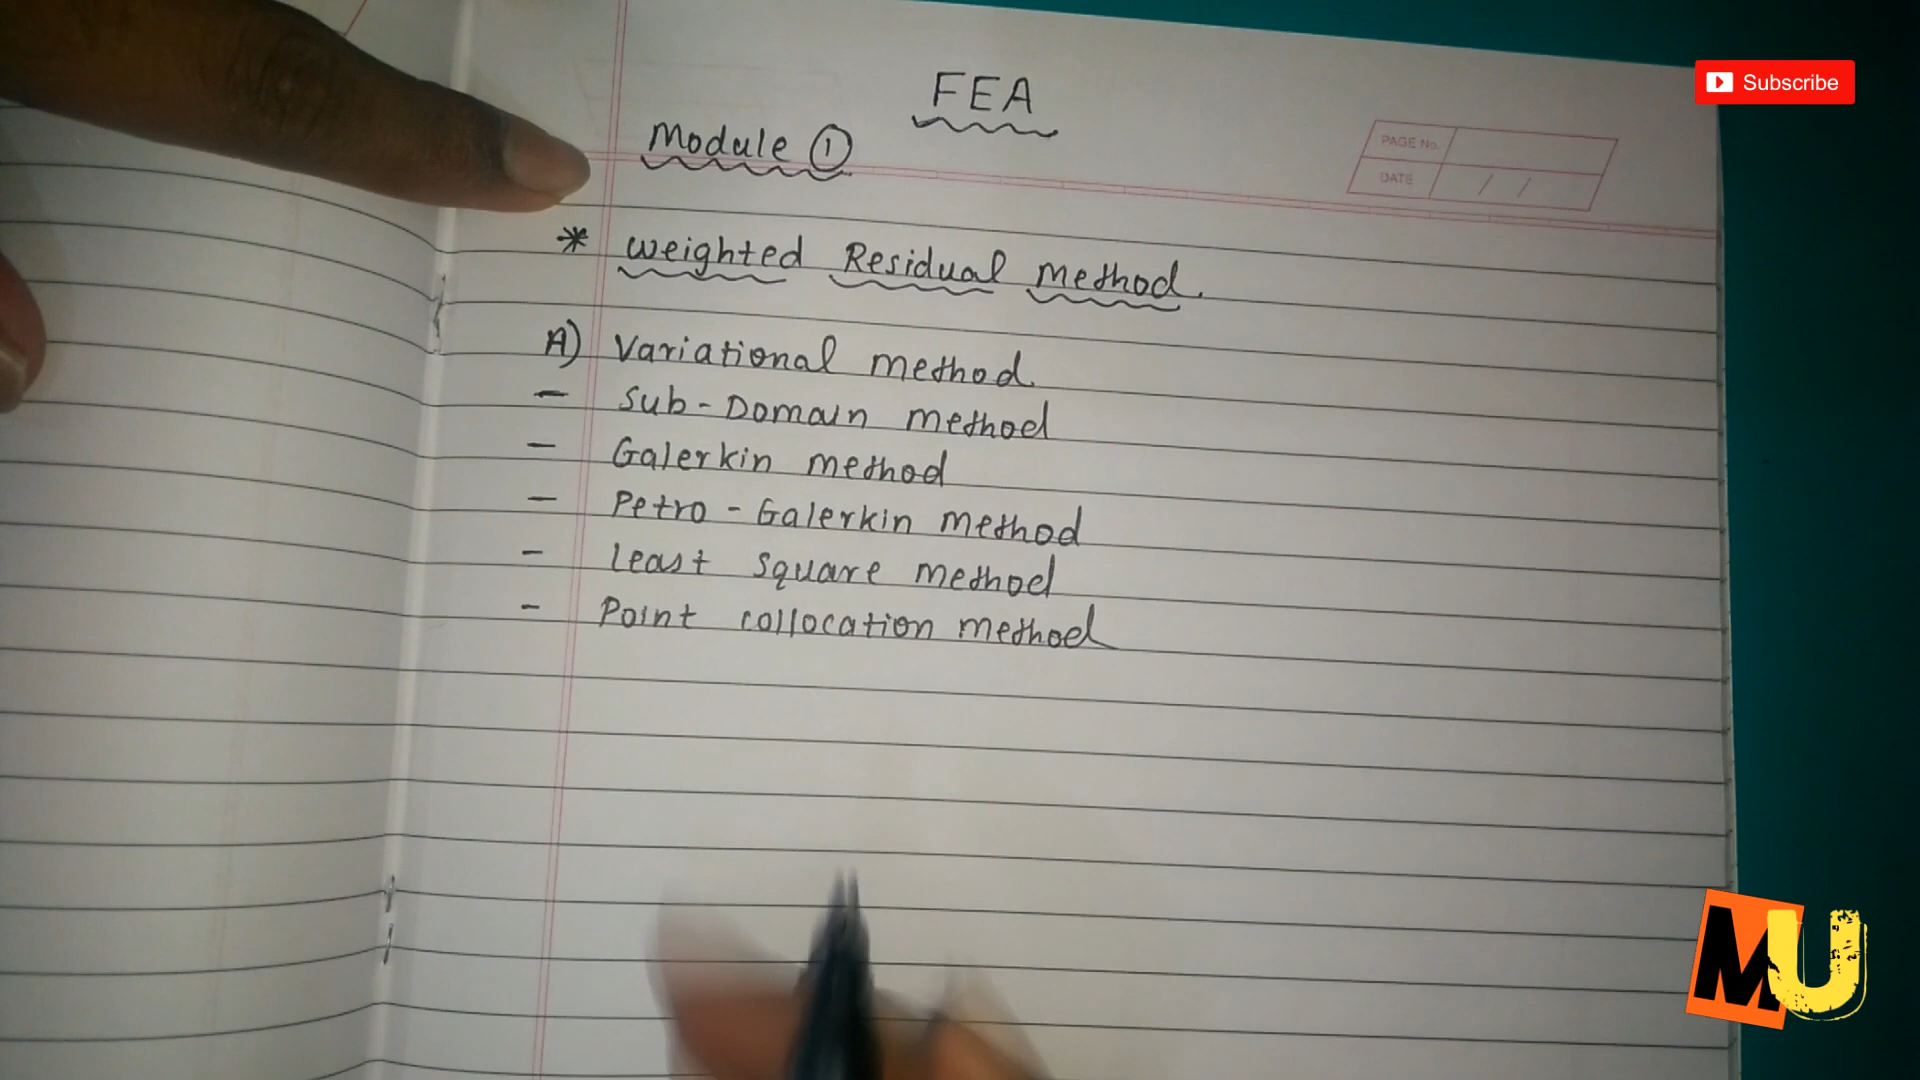 FEA
Subscribe
Module ①
PAGE No.
DATE / /
* Weighted Residual Method.
A) Variational method.
- Sub-Domain method
- Galerkin method
- Petro-Galerkin method
- Least square method
- Point collocation method
MU